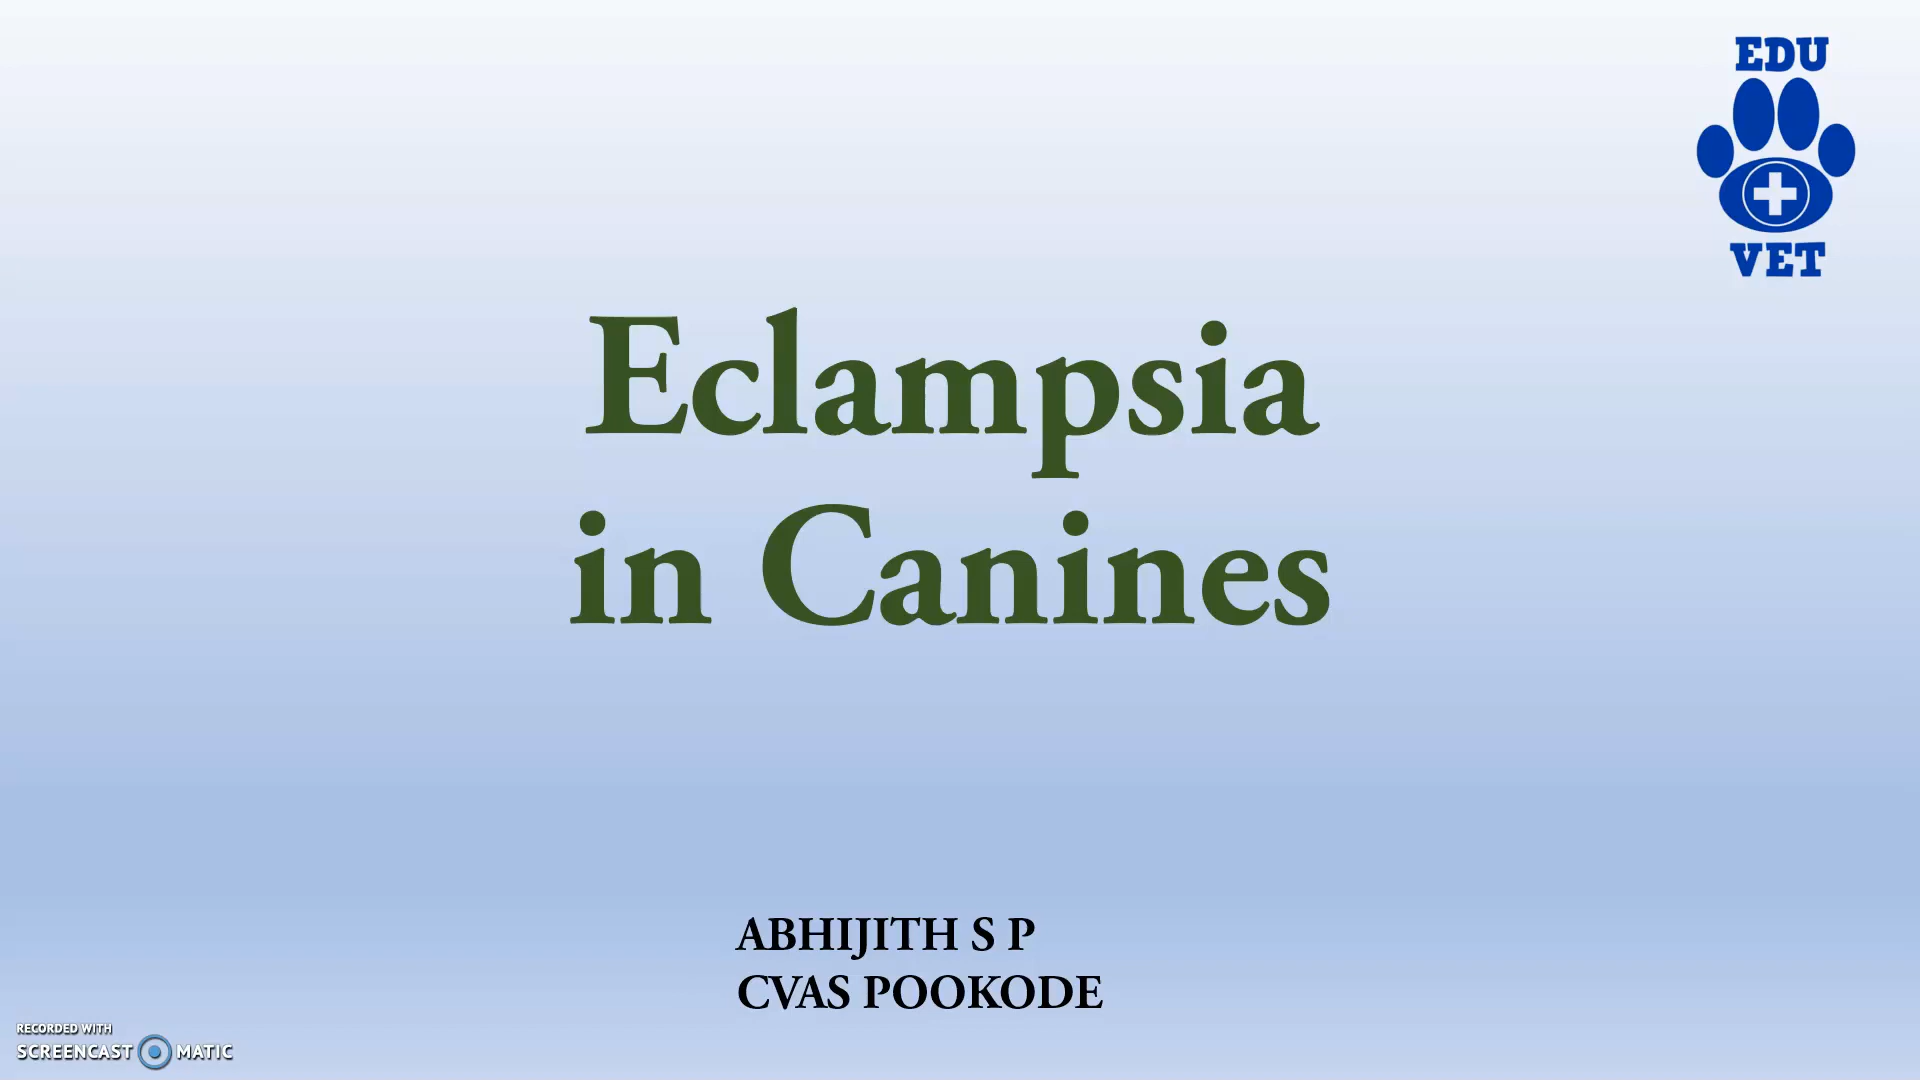 EDU
VET
Eclampsia
in Canines
ABHIJITH S P
CVAS POOKODE
RECORDED WITH
SCREENCAST MATIC